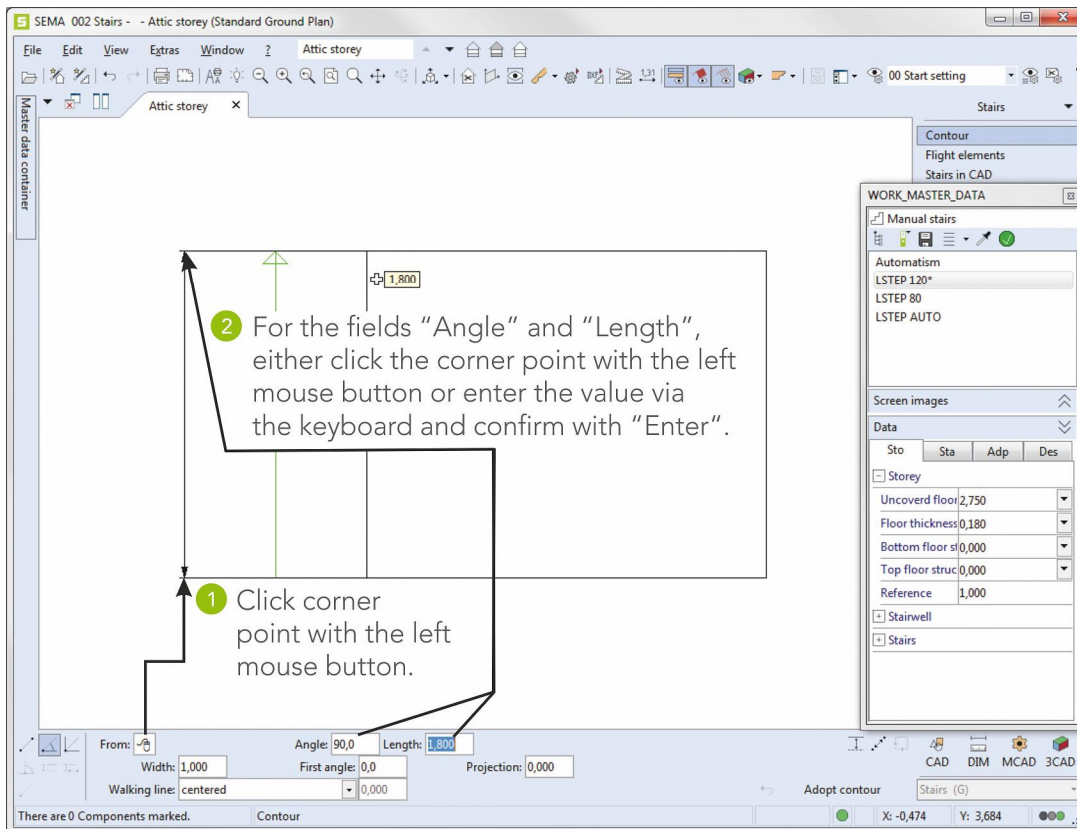 SEMA 002 Stairs - - Attic storey (Standard Ground Plan)
File Edit View Extras Window ? Attic storey
1,31 00 Start setting
Attic storey
Stairs
Master data container
Contour
Flight elements
Stairs in CAD
WORK_MASTER_DATA
Manual stairs
Automatism
LSTEP 120*
LSTEP 80
LSTEP AUTO
Screen images
Data
Sto Sta Adp Des
Storey
Uncoverd floor 2,750
Floor thickness 0,180
Bottom floor st 0,000
Top floor struc 0,000
Reference 1,000
Stairwell
Stairs
1,800
2 For the fields “Angle” and “Length”,
either click the corner point with the left
mouse button or enter the value via
the keyboard and confirm with “Enter”.
1 Click corner
point with the left
mouse button.
From: Angle: 90,0 Length: 1,800
Width: 1,000 First angle: 0,0 Projection: 0,000
Walking line: centered 0,000
CAD DIM MCAD 3CAD
Adopt contour Stairs (G)
There are 0 Components marked. Contour X: -0,474 Y: 3,684